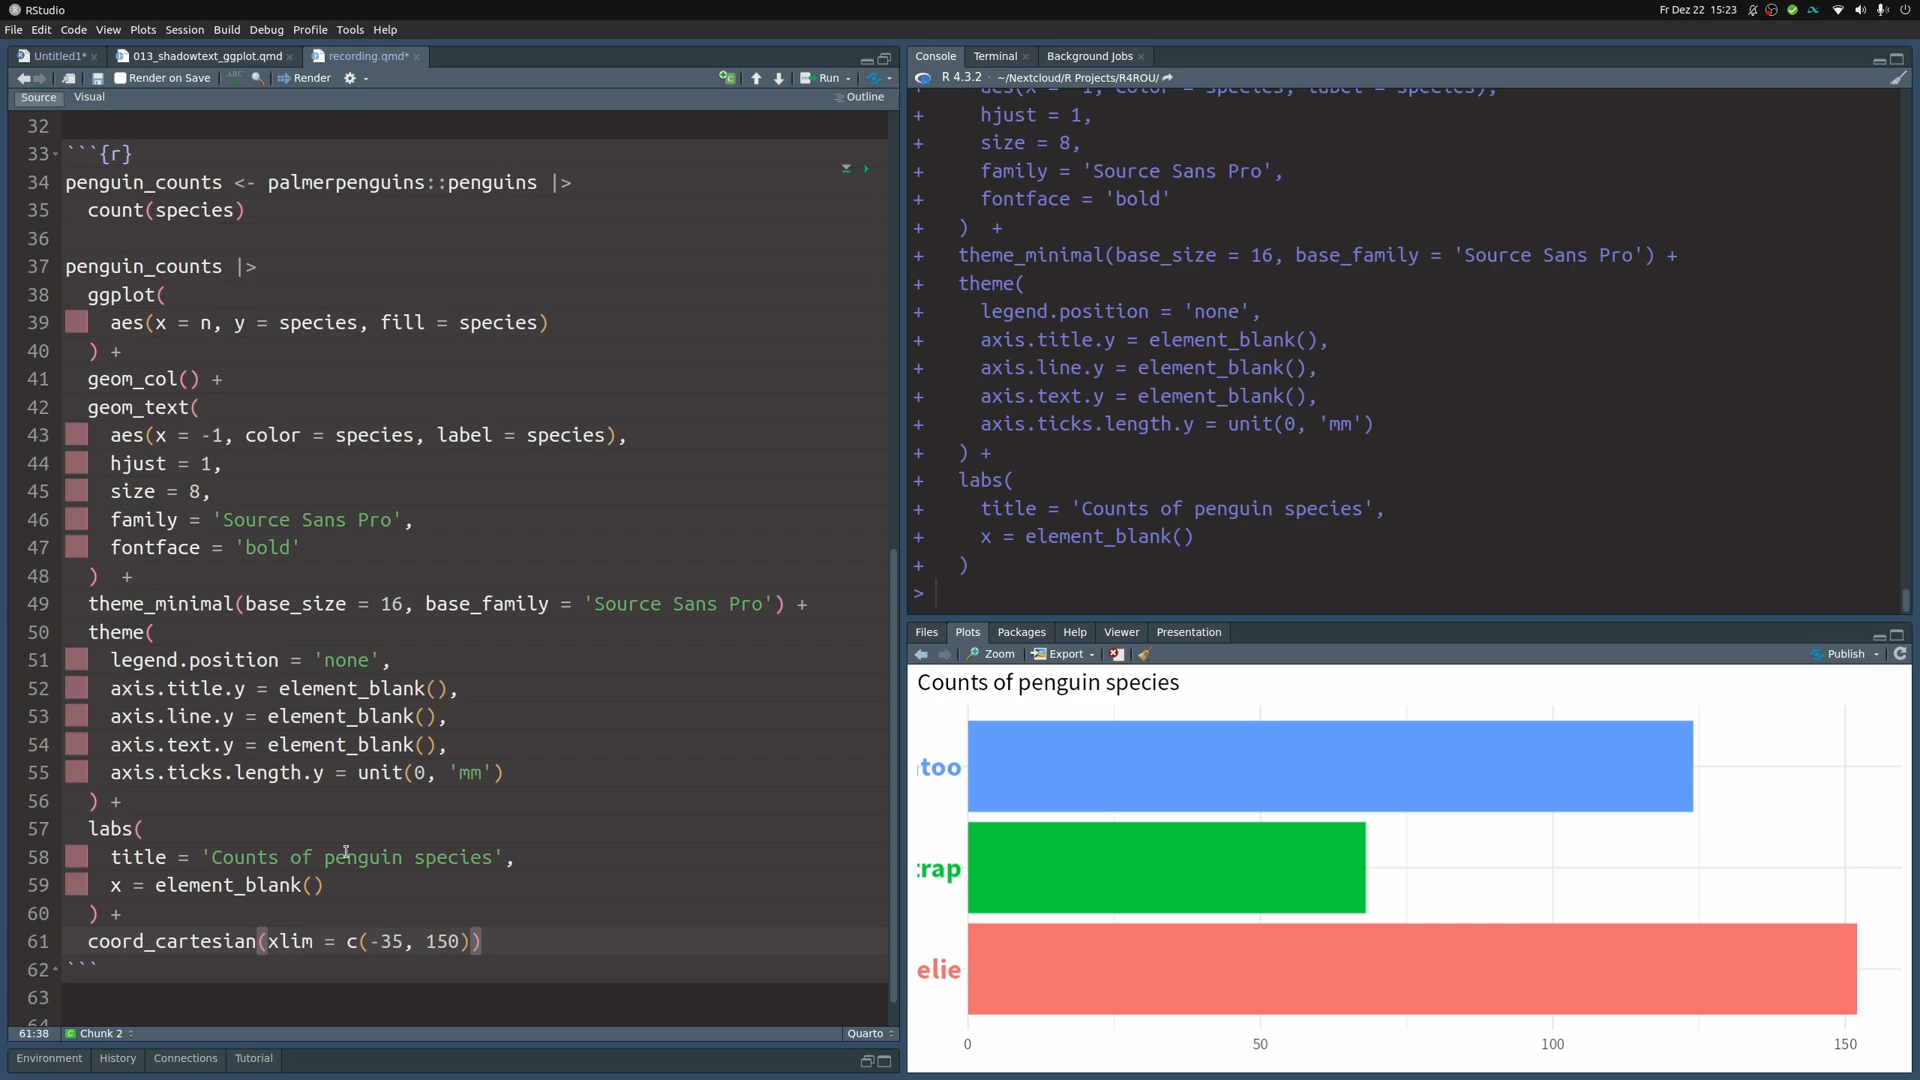 RStudio
Fr Dez 22 15:23
File Edit Code View Plots Session Build Debug Profile Tools Help
Untitled1* 013_shadowtext_ggplot.qmd recording.qmd*
Render on Save ABC Render Run
Source Visual Outline
32
33 ```{r}
34 penguin_counts <- palmerpenguins::penguins |>
35 count(species)
36
37 penguin_counts |>
38 ggplot(
39 aes(x = n, y = species, fill = species)
40 ) +
41 geom_col() +
42 geom_text(
43 aes(x = -1, color = species, label = species),
44 hjust = 1,
45 size = 8,
46 family = 'Source Sans Pro',
47 fontface = 'bold'
48 )  +
49 theme_minimal(base_size = 16, base_family = 'Source Sans Pro') +
50 theme(
51 legend.position = 'none',
52 axis.title.y = element_blank(),
53 axis.line.y = element_blank(),
54 axis.text.y = element_blank(),
55 axis.ticks.length.y = unit(0, 'mm')
56 ) +
57 labs(
58 title = 'Counts of penguin species',
59 x = element_blank()
60 ) +
61 coord_cartesian(xlim = c(-35, 150))
62 ```
63
64
61:38 Chunk 2 Quarto
Environment History Connections Tutorial
Console Terminal Background Jobs
R 4.3.2 · ~/Nextcloud/R Projects/R4ROU/
+ aes(x = -1, color = species, label = species),
+ hjust = 1,
+ size = 8,
+ family = 'Source Sans Pro',
+ fontface = 'bold'
+ )  +
+ theme_minimal(base_size = 16, base_family = 'Source Sans Pro') +
+ theme(
+ legend.position = 'none',
+ axis.title.y = element_blank(),
+ axis.line.y = element_blank(),
+ axis.text.y = element_blank(),
+ axis.ticks.length.y = unit(0, 'mm')
+ ) +
+ labs(
+ title = 'Counts of penguin species',
+ x = element_blank()
+ )
>
Files Plots Packages Help Viewer Presentation
Zoom Export Publish
Counts of penguin species
too
rap
elie
0 50 100 150